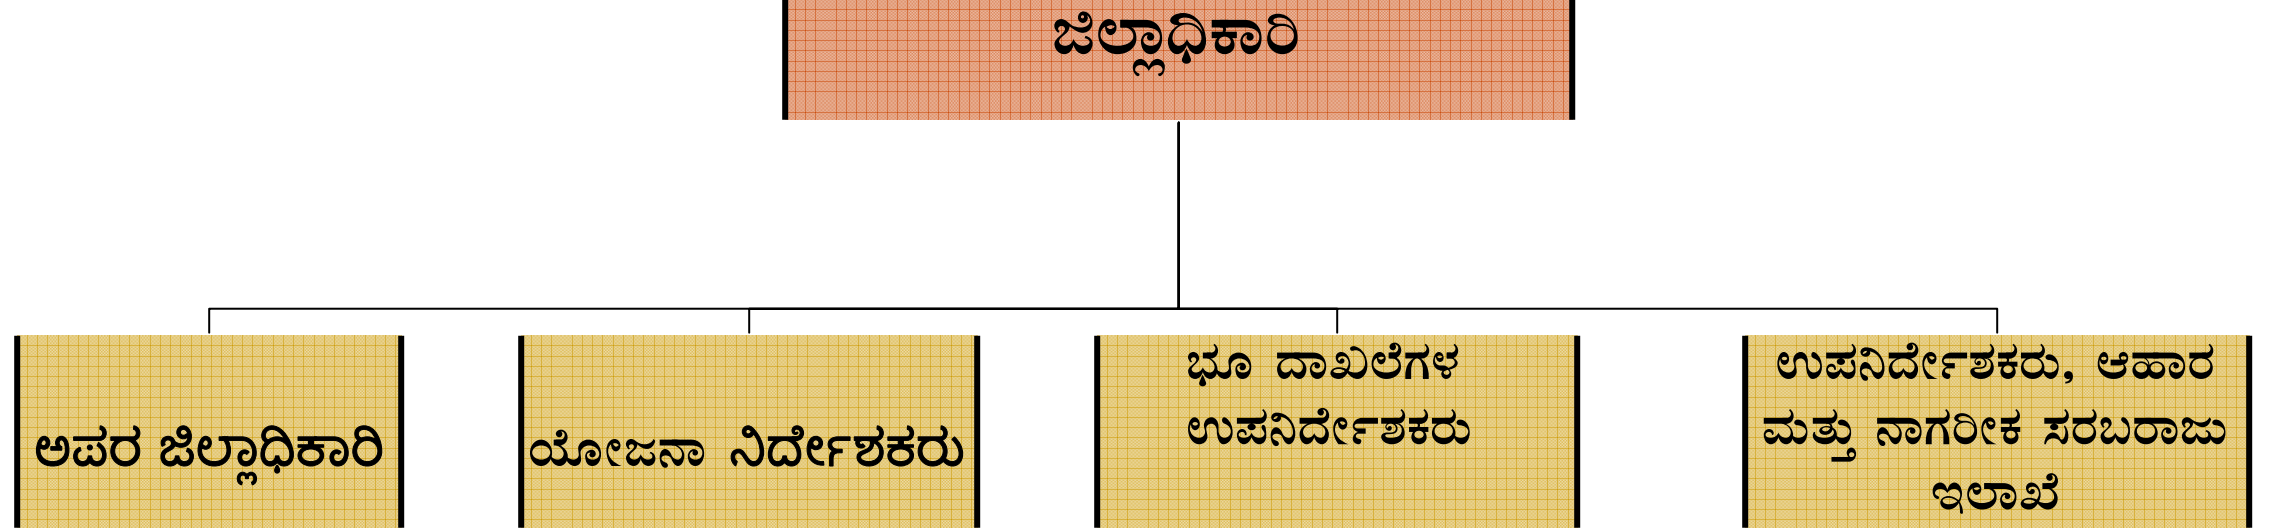 ಜಿಲ್ಲಾಧಿಕಾರಿ
ಅಪರ ಜಿಲ್ಲಾಧಿಕಾರಿ
ಯೋಜನಾ ನಿರ್ದೇಶಕರು
ಭೂ ದಾಖಲೆಗಳ
ಉಪನಿರ್ದೇಶಕರು
ಉಪನಿರ್ದೇಶಕರು, ಆಹಾರ
ಮತ್ತು ನಾಗರೀಕ ಸರಬರಾಜು
ಇಲಾಖೆ